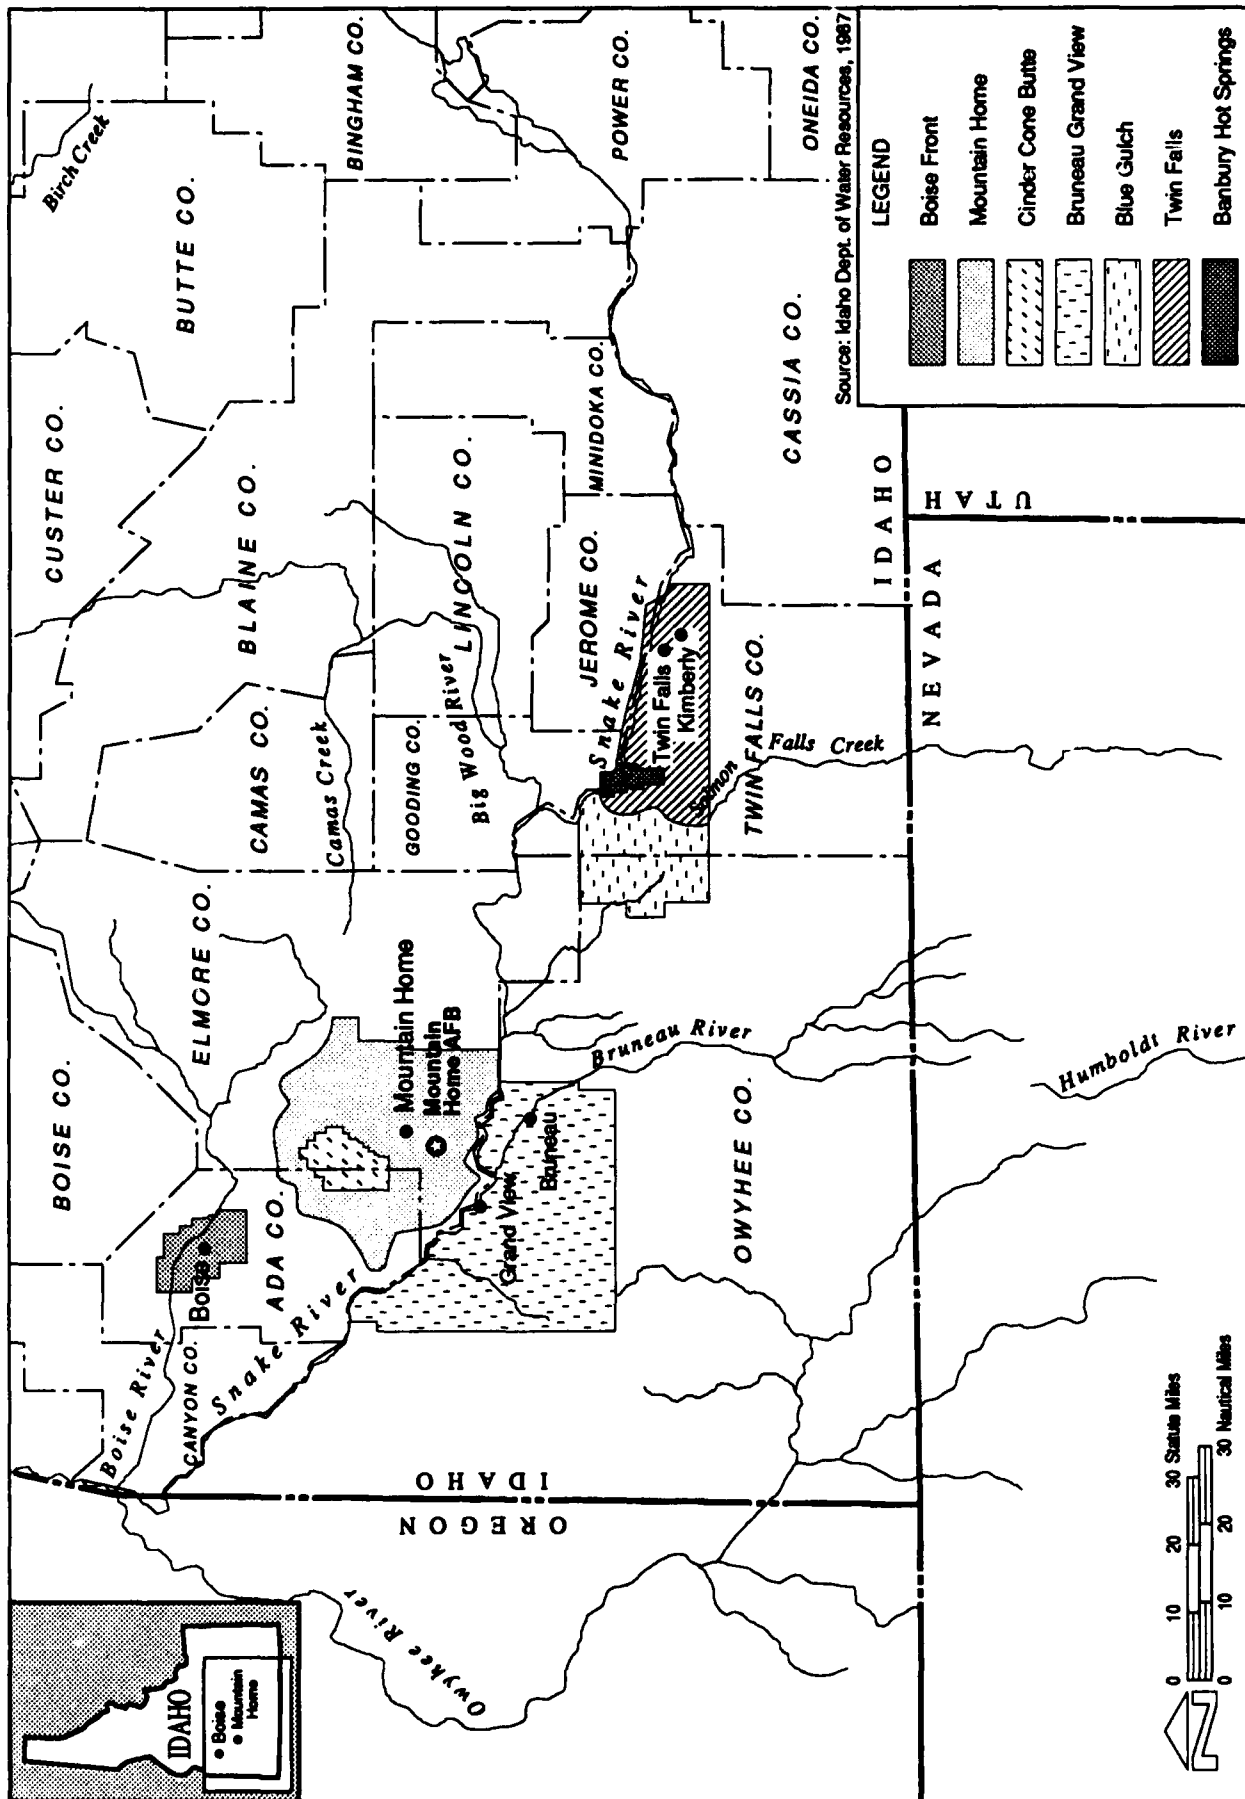 IDAHO
Boise
Mountain
Home
BOISE CO.
ELMCRE CO.
CUSTER CO.
BUTTE CO.
Birch Creek
BINGHAM CO.
POWER CO.
ONEIDA CO.
CAMAS CO.
BLAINE CO.
Camas Creek
GOODING CO.
Big Wood River
LINCOLN CO.
MINIDOKA CO.
JEROME CO.
CASSIA CO.
Boise River
CANYON CO.
Boise
ADA CO.
Snake River
Mountain Home
Mountain
Home AFB
Grand View
Bruneau
Bruneau River
Snake River
Twin Falls
Kimberly
Salmon Falls Creek
TWIN FALLS CO.
OWYHEE CO.
Owyhee River
OREGON
IDAHO
IDAHO
NEVADA
UTAH
Humboldt River
Source: Idaho Dept. of Water Resources, 1987
LEGEND
Boise Front
Mountain Home
Cinder Cone Butte
Bruneau Grand View
Blue Gulch
Twin Falls
Banbury Hot Springs
N
0 10 20 30 Statute Miles
0 10 20 30 Nautical Miles